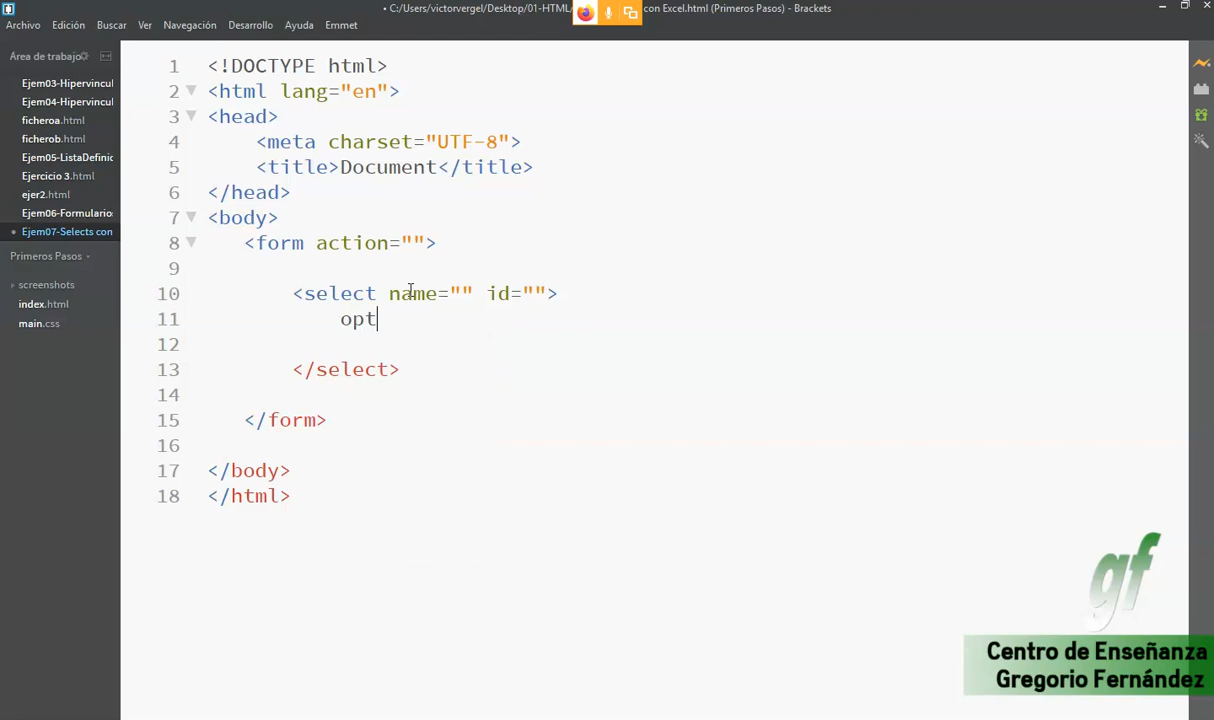 • C:/Users/victorvergel/Desktop/01-HTML/ con Excel.html (Primeros Pasos) - Brackets
Archivo Edición Buscar Ver Navegación Desarrollo Ayuda Emmet
Área de trabajo
Ejem03-Hipervincul
Ejem04-Hipervincul
ficheroa.html
ficherob.html
Ejem05-ListaDefinic
Ejercicio 3.html
ejer2.html
Ejem06-Formulario
• Ejem07-Selects con
Primeros Pasos
screenshots
index.html
main.css
1 <!DOCTYPE html>
2 <html lang="en">
3 <head>
4 <meta charset="UTF-8">
5 <title>Document</title>
6 </head>
7 <body>
8 <form action="">
9
10 <select name="" id="">
11 opt
12
13 </select>
14
15 </form>
16
17 </body>
18 </html>
gf
Centro de Enseñanza
Gregorio Fernández